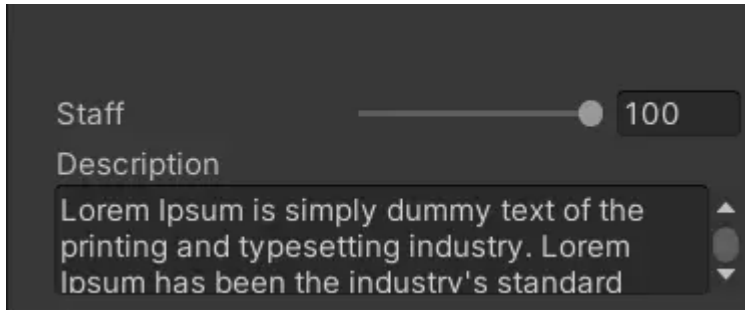 Staff
100
Description
Lorem Ipsum is simply dummy text of the
printing and typesetting industry. Lorem
Ipsum has been the industry's standard